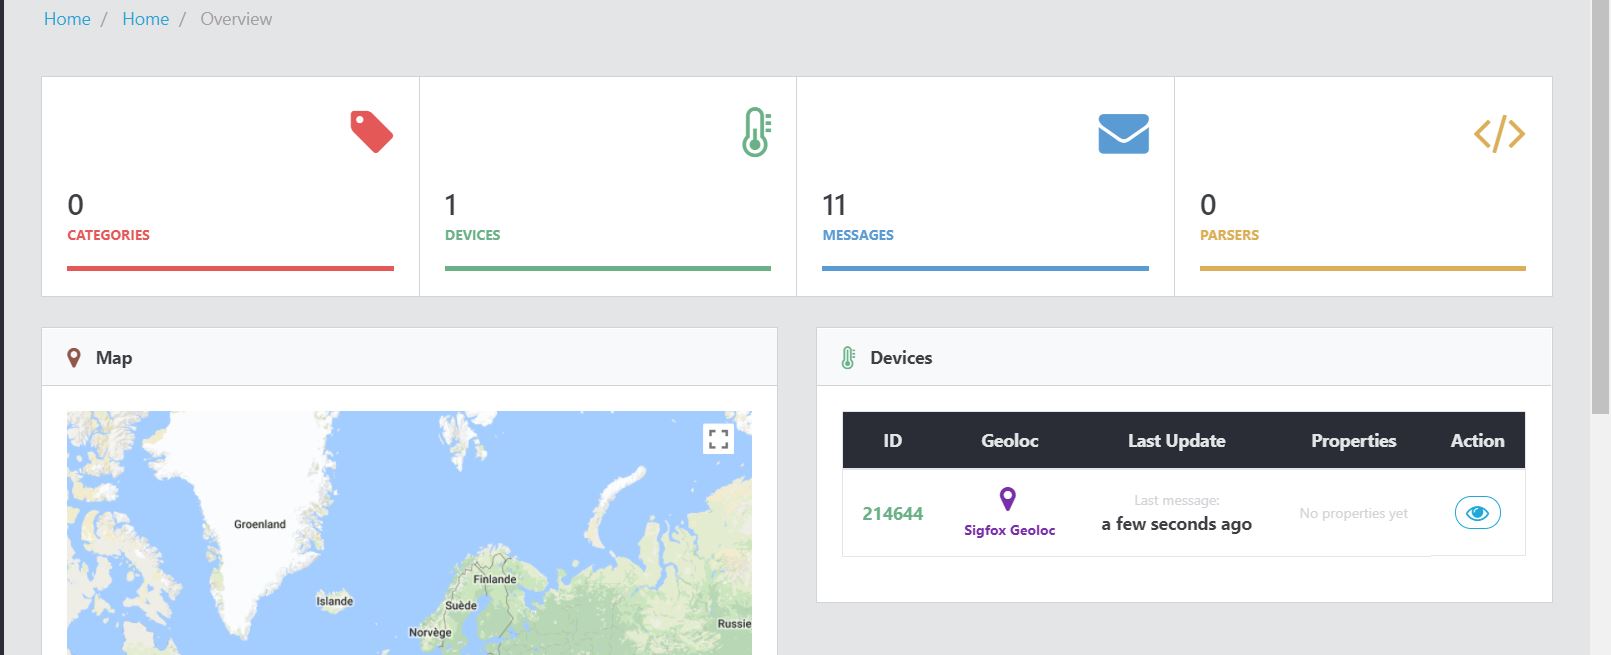 Home / Home / Overview
0
CATEGORIES
1
DEVICES
11
MESSAGES
0
PARSERS
Map
Groenland
Islande
Finlande
Suède
Norvège
Russie
Devices
ID Geoloc Last Update Properties Action
214644
Sigfox Geoloc
Last message:
a few seconds ago
No properties yet